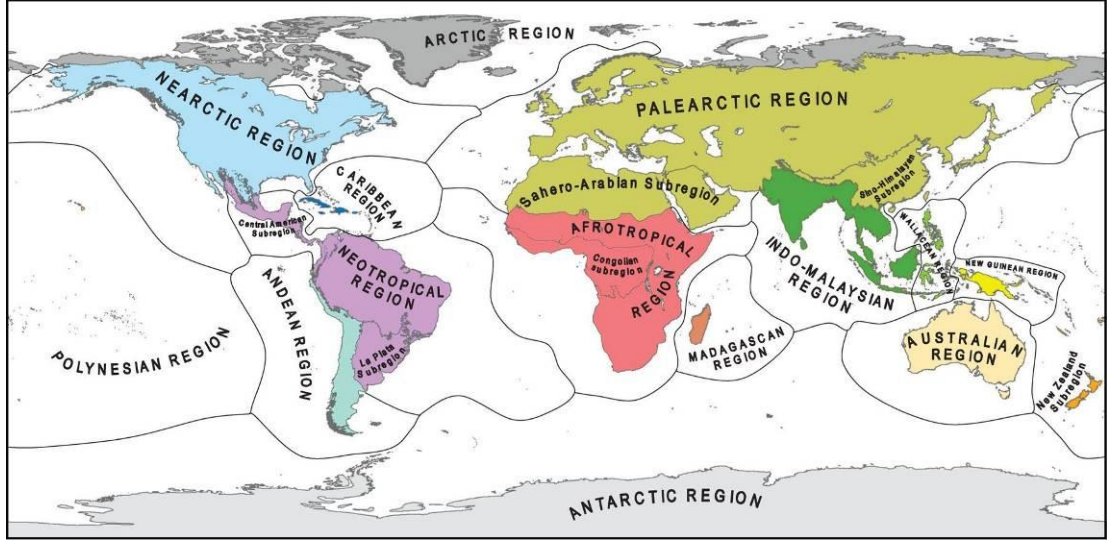 ARCTIC REGION
NEARCTIC REGION
PALEARCTIC REGION
CARIBBEAN
REGION
Sahero-Arabian Subregion
Sino-Himalayan
Subregion
Central American
Subregion
AFROTROPICAL
REGION
Congolian
subregion
WALLACEAN REGION
NEOTROPICAL
REGION
ANDEAN REGION
INDO-MALAYSIAN
REGION
NEW GUINEAN REGION
POLYNESIAN REGION
La Plata
Subregion
MADAGASCAN
REGION
AUSTRALIAN
REGION
New Zealand
Subregion
ANTARCTIC REGION